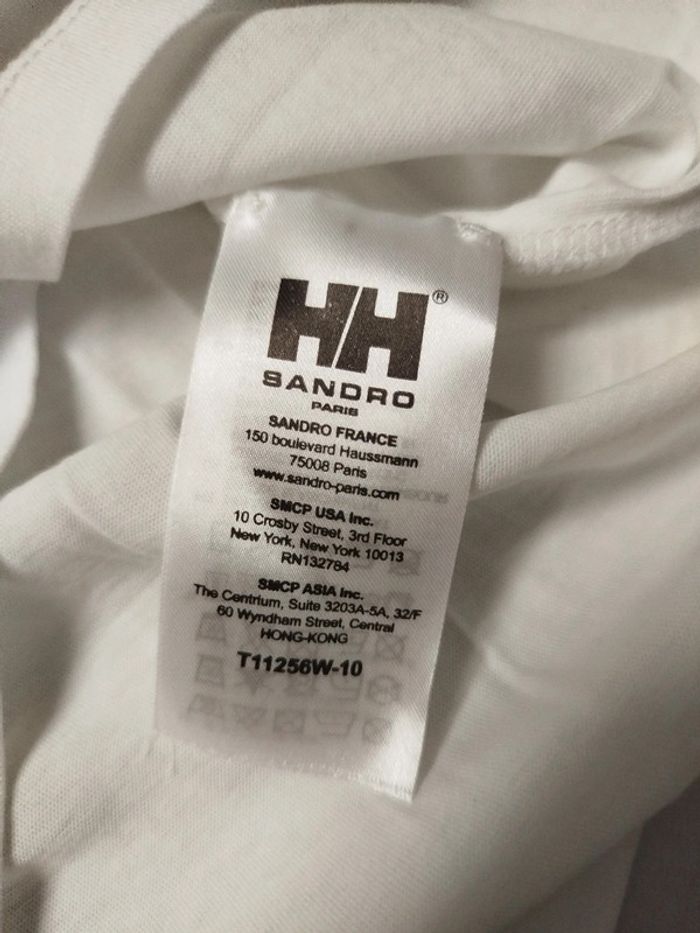 HH®
SANDRO
PARIS
SANDRO FRANCE
150 boulevard Haussmann
75008 Paris
www.sandro-paris.com
SMCP USA Inc.
10 Crosby Street, 3rd Floor
New York, New York 10013
RN132784
SMCP ASIA Inc.
The Centrium, Suite 3203A-5A, 32/F
60 Wyndham Street, Central
HONG-KONG
T11256W-10